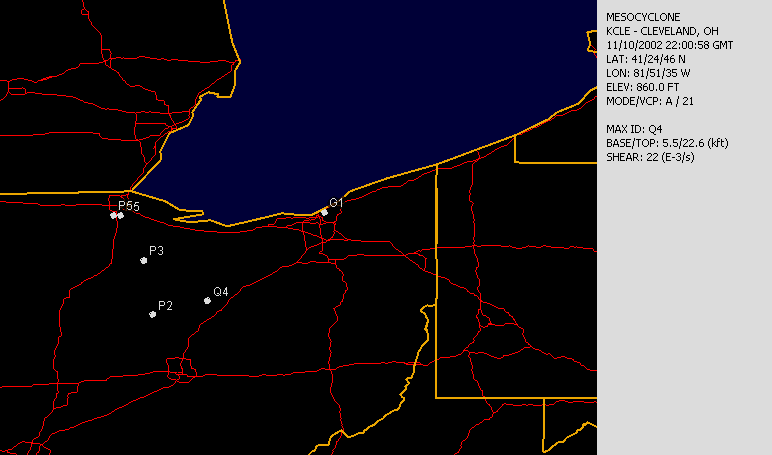 MESOCYCLONE
KCLE - CLEVELAND, OH
11/10/2002 22:00:58 GMT
LAT: 41/24/46 N
LON: 81/51/35 W
ELEV: 860.0 FT
MODE/VCP: A / 21
MAX ID: Q4
BASE/TOP: 5.5/22.6 (kft)
SHEAR: 22 (E-3/s)
G1
P3
Q4
P2